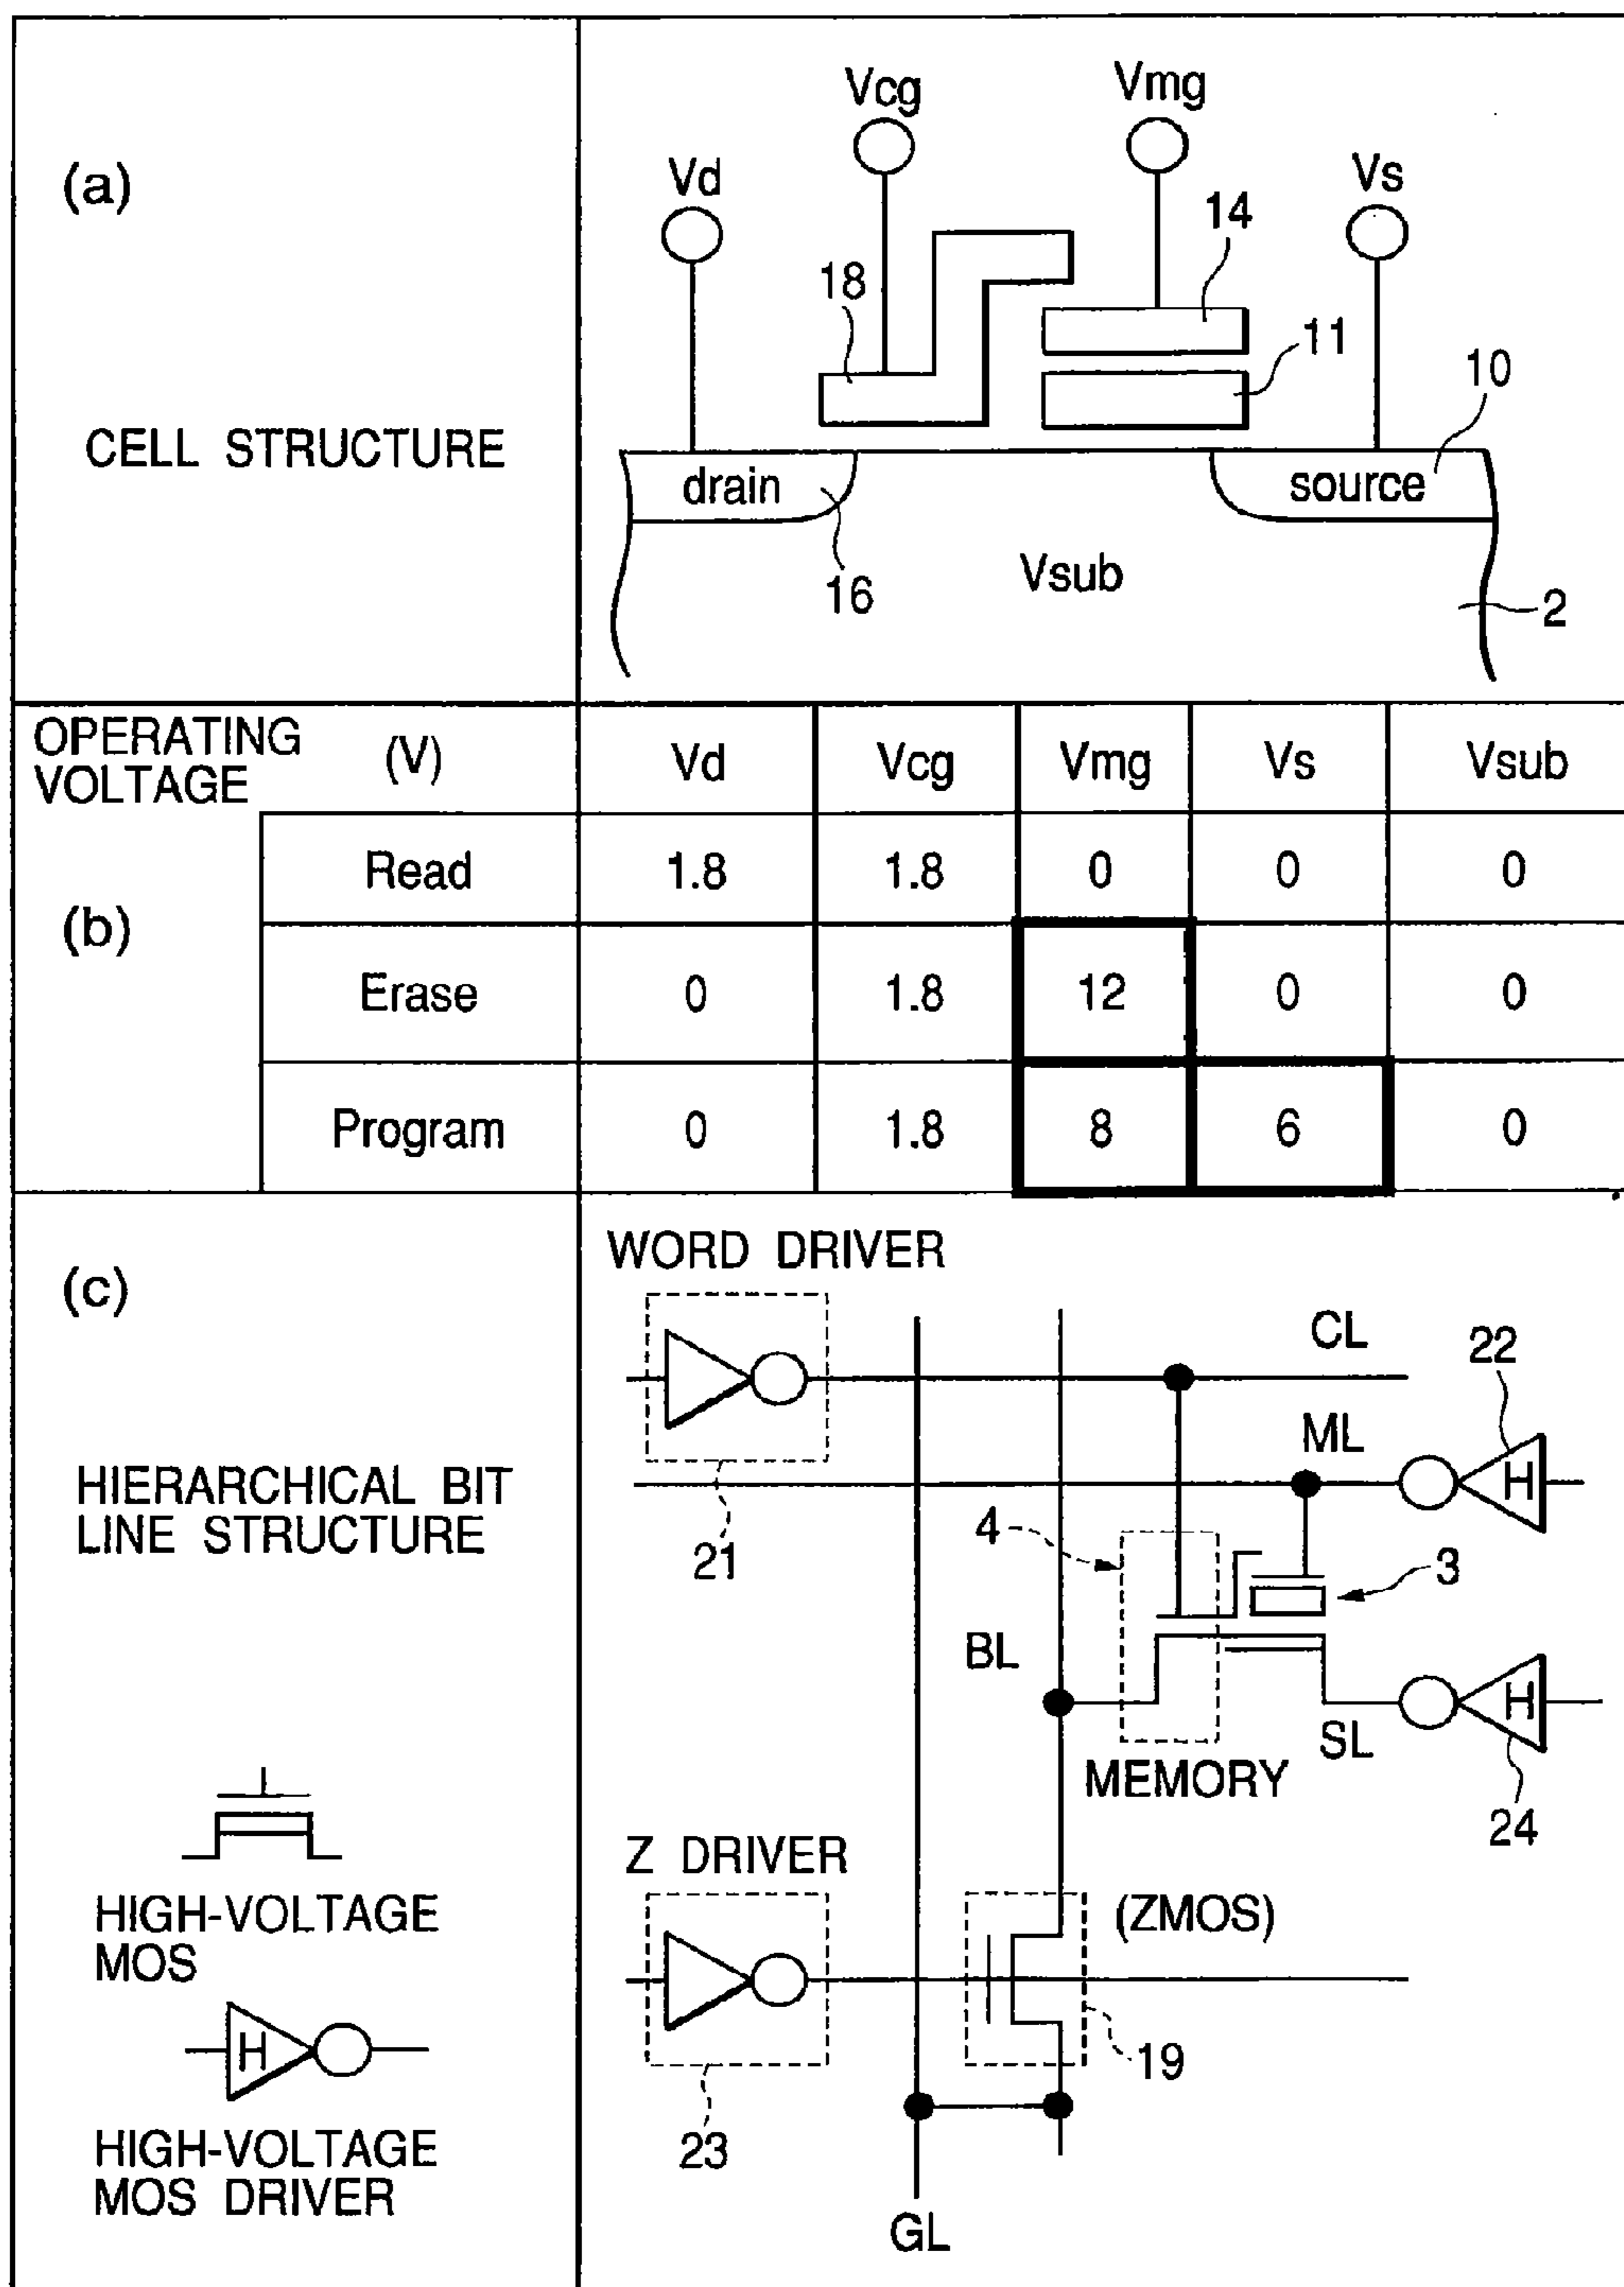 (a)
CELL STRUCTURE
Vcg
Vmg
Vd
Vs
14
18
11
10
drain
source
16
Vsub
2
OPERATING
VOLTAGE
(V) Vd Vcg Vmg Vs Vsub
(b)
Read 1.8 1.8 0 0 0
Erase 0 1.8 12 0 0
Program 0 1.8 8 6 0
(c)
HIERARCHICAL BIT
LINE STRUCTURE
HIGH-VOLTAGE
MOS
H
HIGH-VOLTAGE
MOS DRIVER
WORD DRIVER
CL
22
ML
H
21
4
3
BL
H
SL
MEMORY
24
Z DRIVER
(ZMOS)
19
23
GL